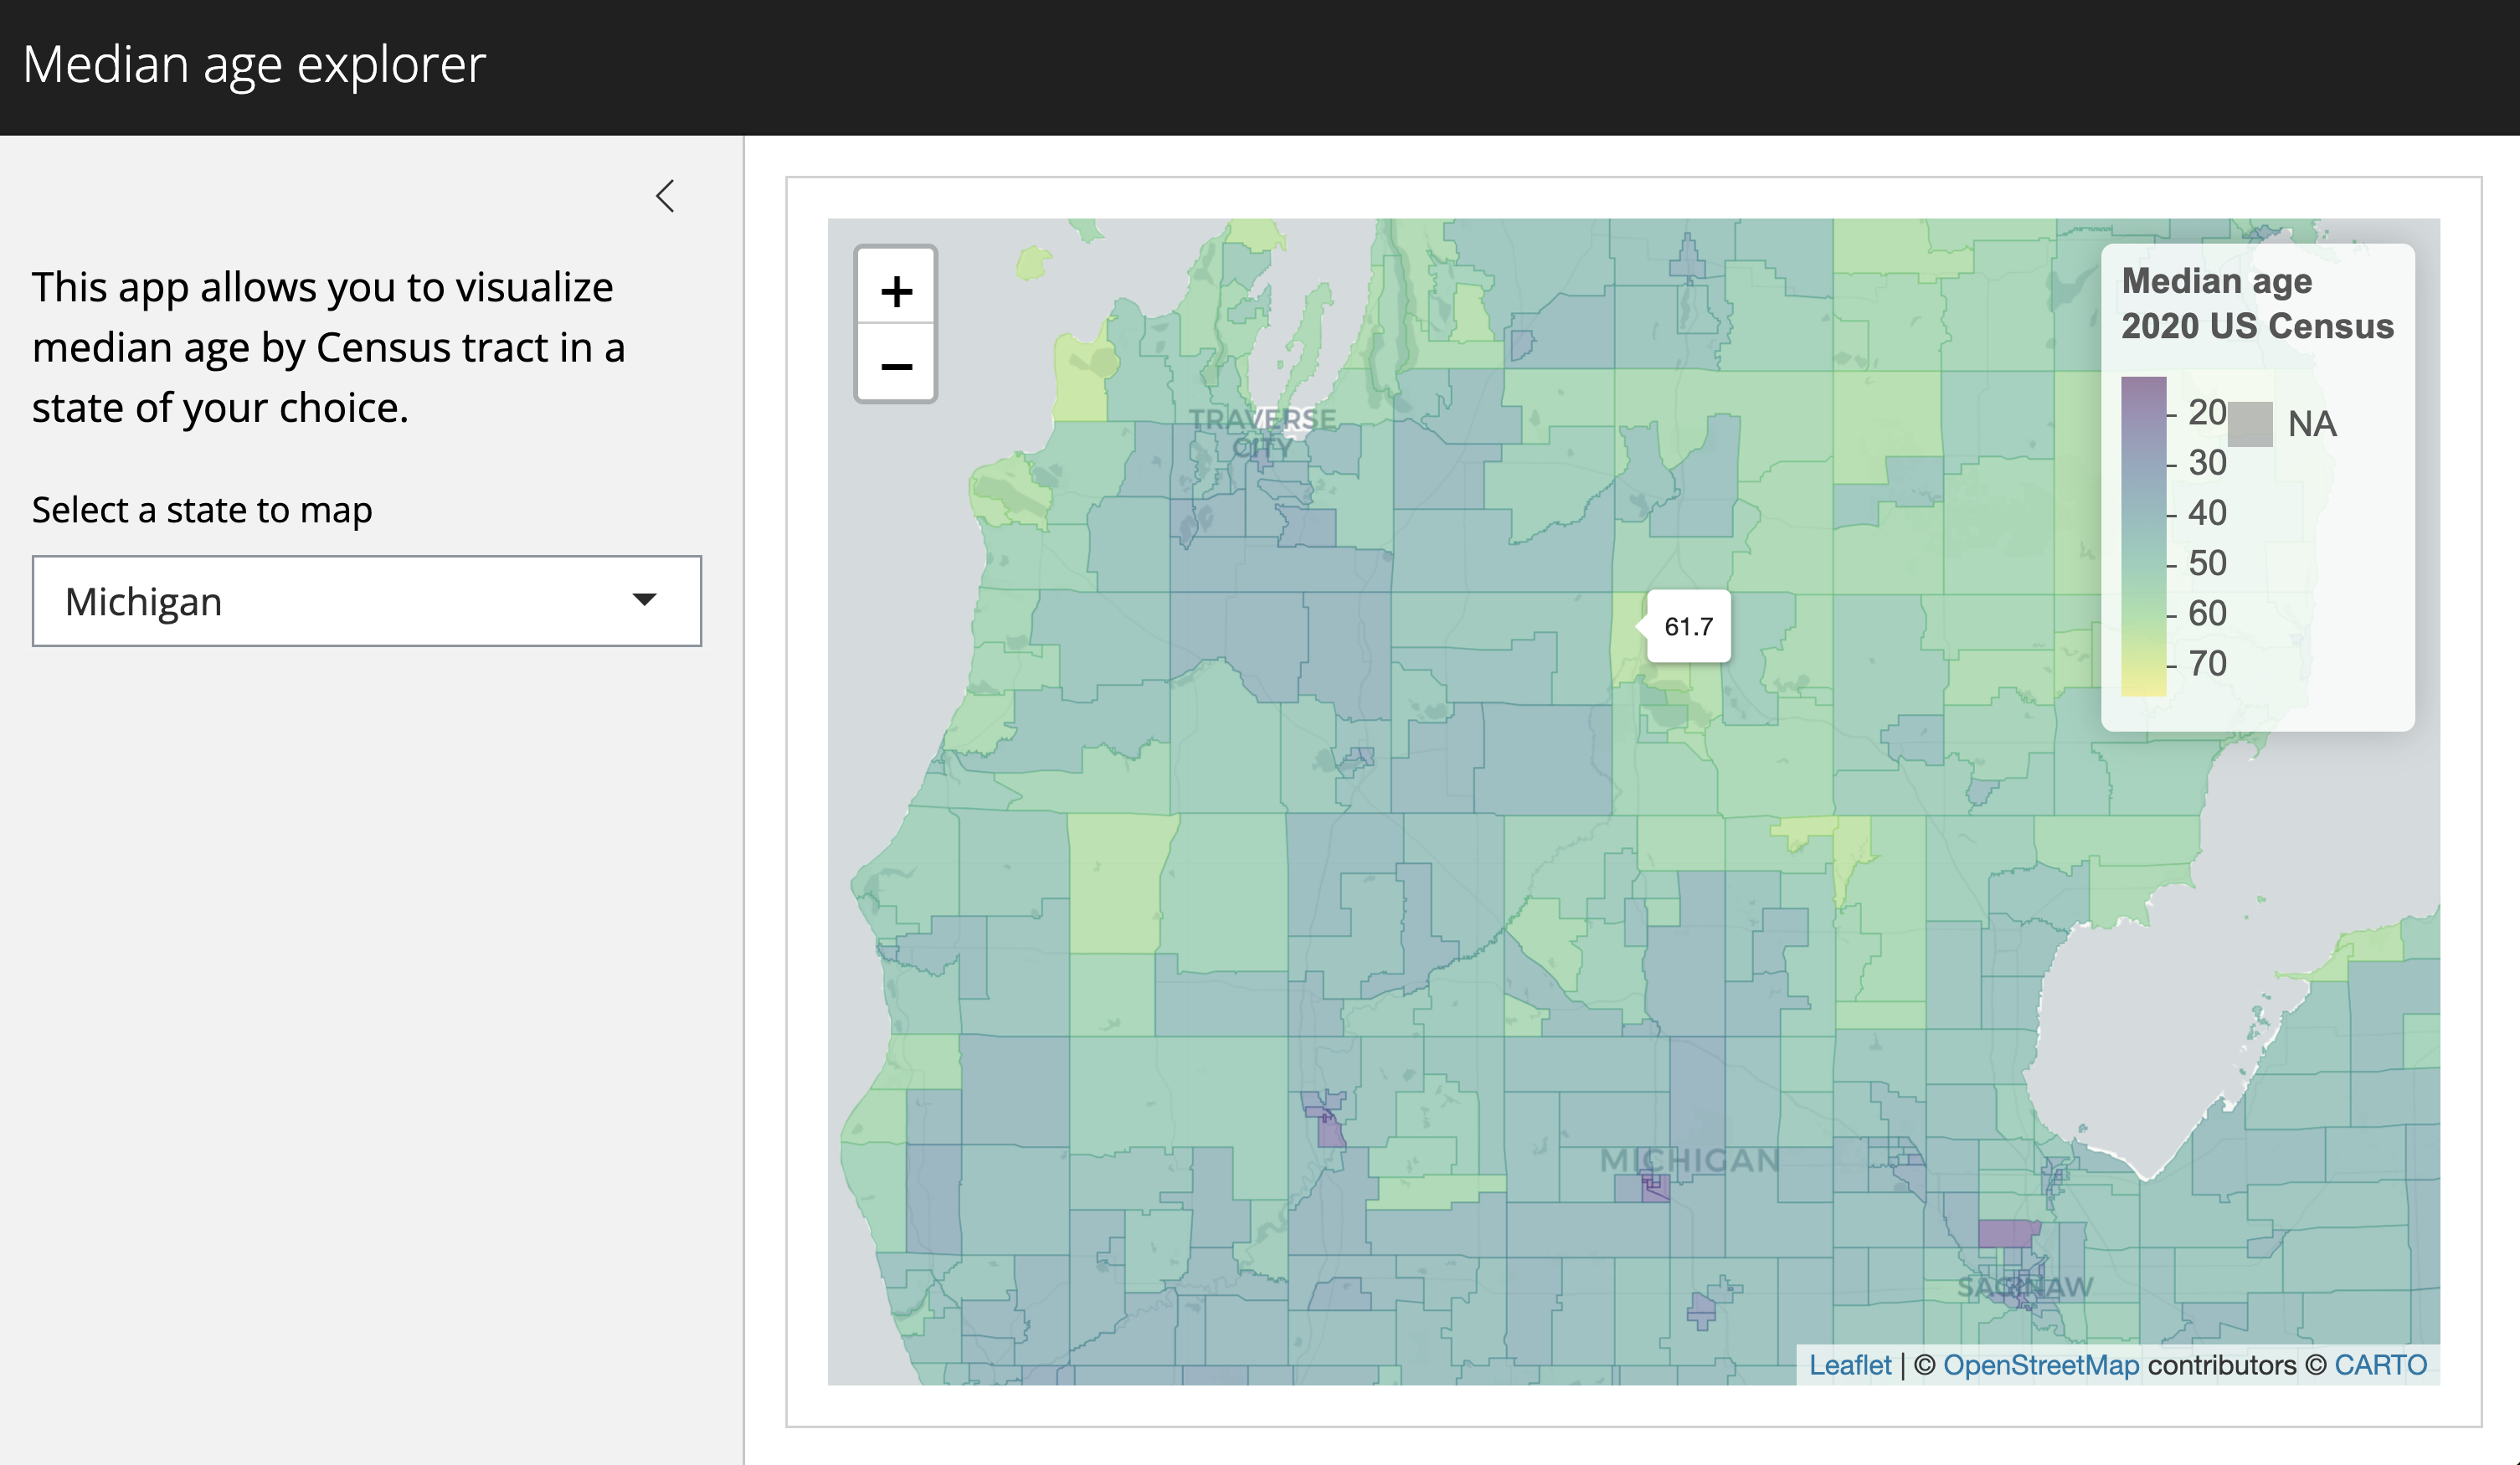 Median age explorer
This app allows you to visualize
median age by Census tract in a
state of your choice.
Select a state to map
Michigan
+
−
TRAVERSE
CITY
61.7
Median age
2020 US Census
20
NA
30
40
50
60
70
MICHIGAN
SAGINAW
Leaflet | © OpenStreetMap contributors © CARTO